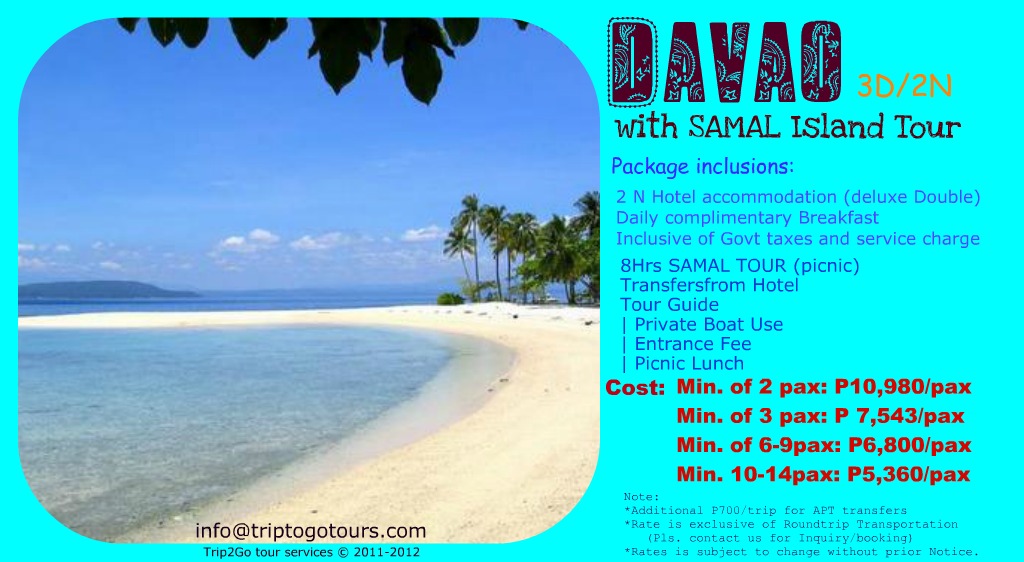 DAVAO 3D/2N
with SAMAL Island Tour
Package inclusions:
2 N Hotel accommodation (deluxe Double)
Daily complimentary Breakfast
Inclusive of Govt taxes and service charge
8Hrs SAMAL TOUR (picnic)
Transfersfrom Hotel
Tour Guide
| Private Boat Use
| Entrance Fee
| Picnic Lunch
Cost: Min. of 2 pax: P10,980/pax
Min. of 3 pax: P 7,543/pax
Min. of 6-9pax: P6,800/pax
Min. 10-14pax: P5,360/pax
Note:
*Additional P700/trip for APT transfers
*Rate is exclusive of Roundtrip Transportation
(Pls. contact us for Inquiry/booking)
*Rates is subject to change without prior Notice.
info@triptogotours.com
Trip2Go tour services © 2011-2012